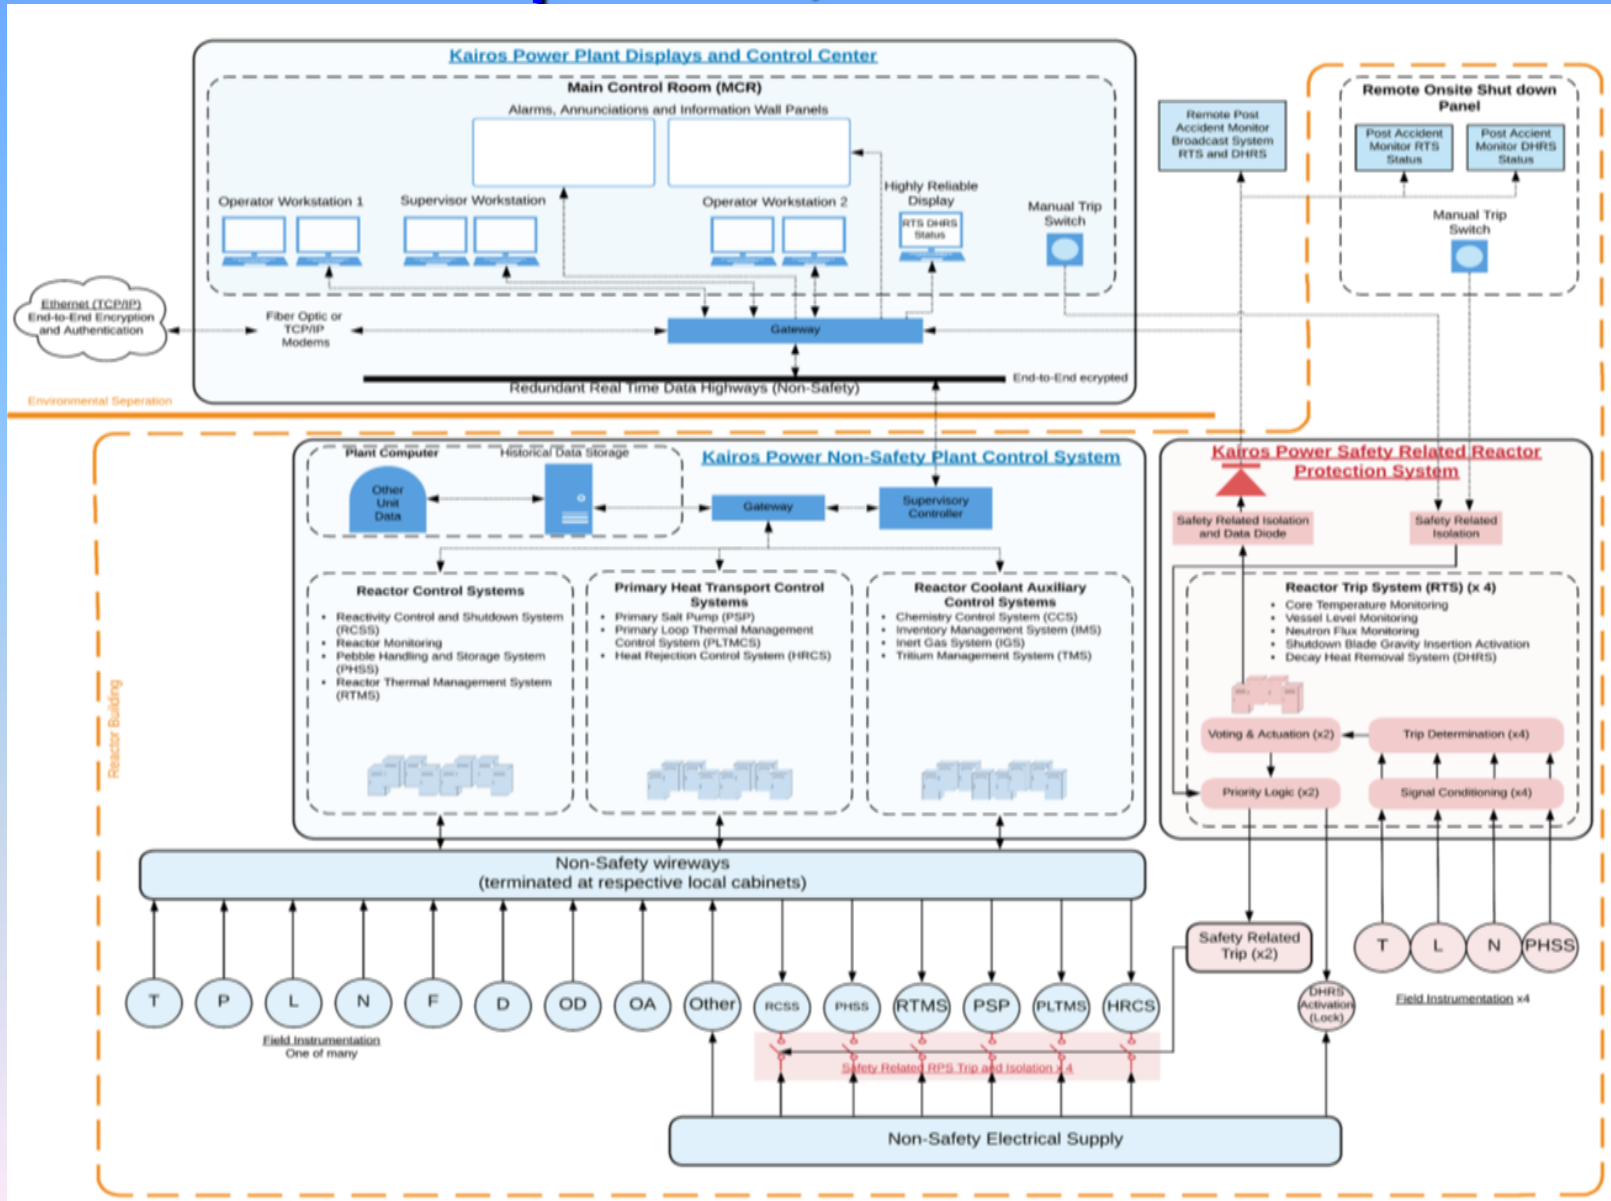 Kairos Power Plant Displays and Control Center
Main Control Room (MCR)
Alarms, Annunciations and Information Wall Panels
Operator Workstation 1
Supervisor Workstation
Operator Workstation 2
Highly Reliable
Display
RTS DHRS
Status
Manual Trip
Switch
Remote Post
Accident Monitor
Broadcast System
RTS and DHRS
Remote Onsite Shut down
Panel
Post Accident
Monitor RTS
Status
Post Accient
Monitor DHRS
Status
Manual Trip
Switch
Ethernet (TCP/IP)
End-to-End Encryption
and Authentication
Fiber Optic or
TCP/IP
Modems
Gateway
Redundant Real Time Data Highways (Non-Safety)
End-to-End ecrypted
Environmental Seperation
Reactor Building
Plant Computer
Historical Data Storage
Other
Unit
Data
Kairos Power Non-Safety Plant Control System
Gateway
Supervisory
Controller
Reactor Control Systems
• Reactivity Control and Shutdown System
(RCSS)
• Reactor Monitoring
• Pebble Handling and Storage System
(PHSS)
• Reactor Thermal Management System
(RTMS)
Primary Heat Transport Control
Systems
• Primary Salt Pump (PSP)
• Primary Loop Thermal Management
Control System (PLTMCS)
• Heat Rejection Control System (HRCS)
Reactor Coolant Auxiliary
Control Systems
• Chemistry Control System (CCS)
• Inventory Management System (IMS)
• Inert Gas System (IGS)
• Tritium Management System (TMS)
Kairos Power Safety Related Reactor
Protection System
Safety Related Isolation
and Data Diode
Safety Related
Isolation
Reactor Trip System (RTS) (x 4)
• Core Temperature Monitoring
• Vessel Level Monitoring
• Neutron Flux Monitoring
• Shutdown Blade Gravity Insertion Activation
• Decay Heat Removal System (DHRS)
Voting & Actuation (x2)
Trip Determination (x4)
Priority Logic (x2)
Signal Conditioning (x4)
Non-Safety wireways
(terminated at respective local cabinets)
Safety Related
Trip (x2)
T
L
N
PHSS
Field Instrumentation x4
DHRS
Activation
(Lock)
T
P
L
N
F
D
OD
OA
Other
RCSS
PHSS
RTMS
PSP
PLTMS
HRCS
Field Instrumentation
One of many
Safety Related RPS Trip and Isolation x 4
Non-Safety Electrical Supply